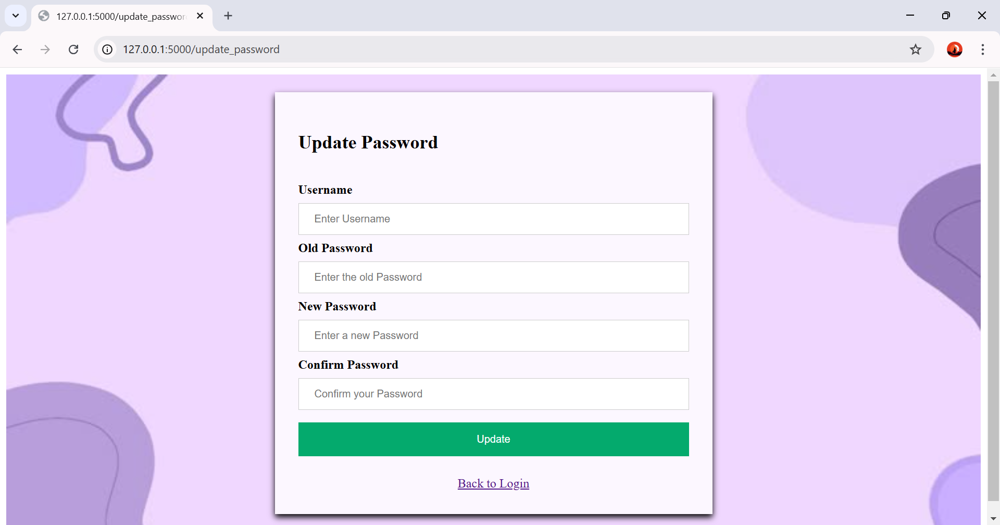 127.0.0.1:5000/update_passwor
127.0.0.1:5000/update_password
Update Password
Username
Enter Username
Old Password
Enter the old Password
New Password
Enter a new Password
Confirm Password
Confirm your Password
Update
Back to Login